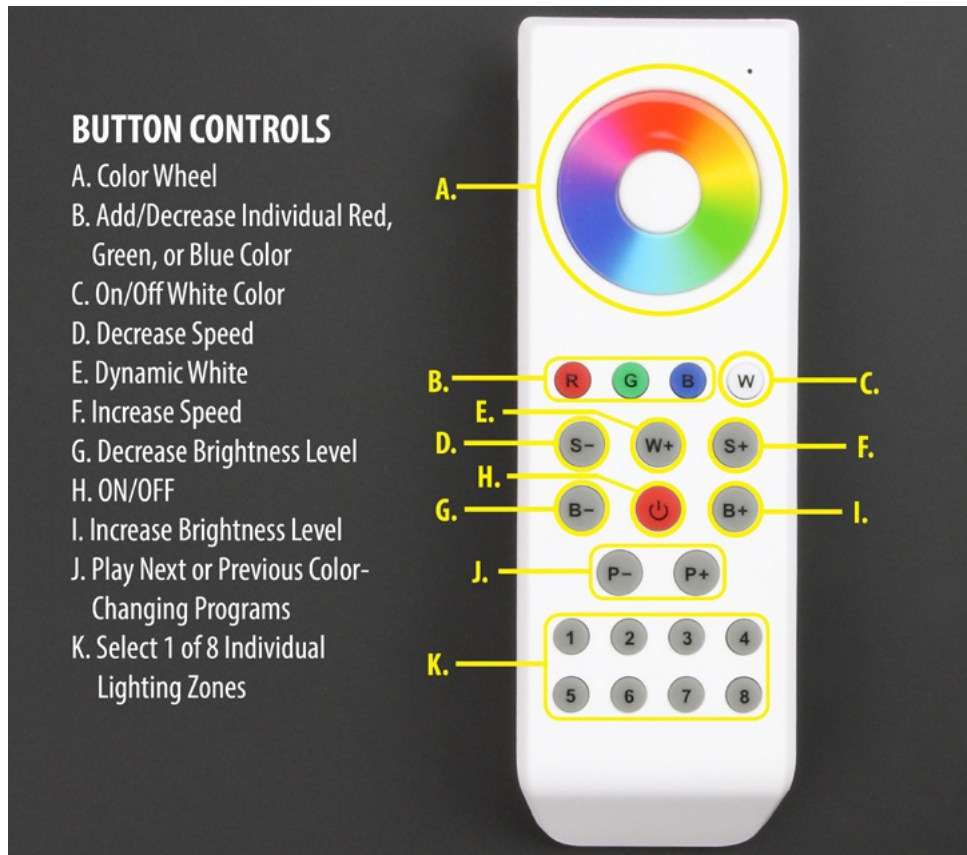 BUTTON CONTROLS
A. Color Wheel
B. Add/Decrease Individual Red,
Green, or Blue Color
C. On/Off White Color
D. Decrease Speed
E. Dynamic White
F. Increase Speed
G. Decrease Brightness Level
H. ON/OFF
I. Increase Brightness Level
J. Play Next or Previous Color-
Changing Programs
K. Select 1 of 8 Individual
Lighting Zones
A.
B. R G B W C.
E.
D. S- W+ S+ F.
H.
G. B- B+ I.
J. P- P+
1 2 3 4
K.
5 6 7 8